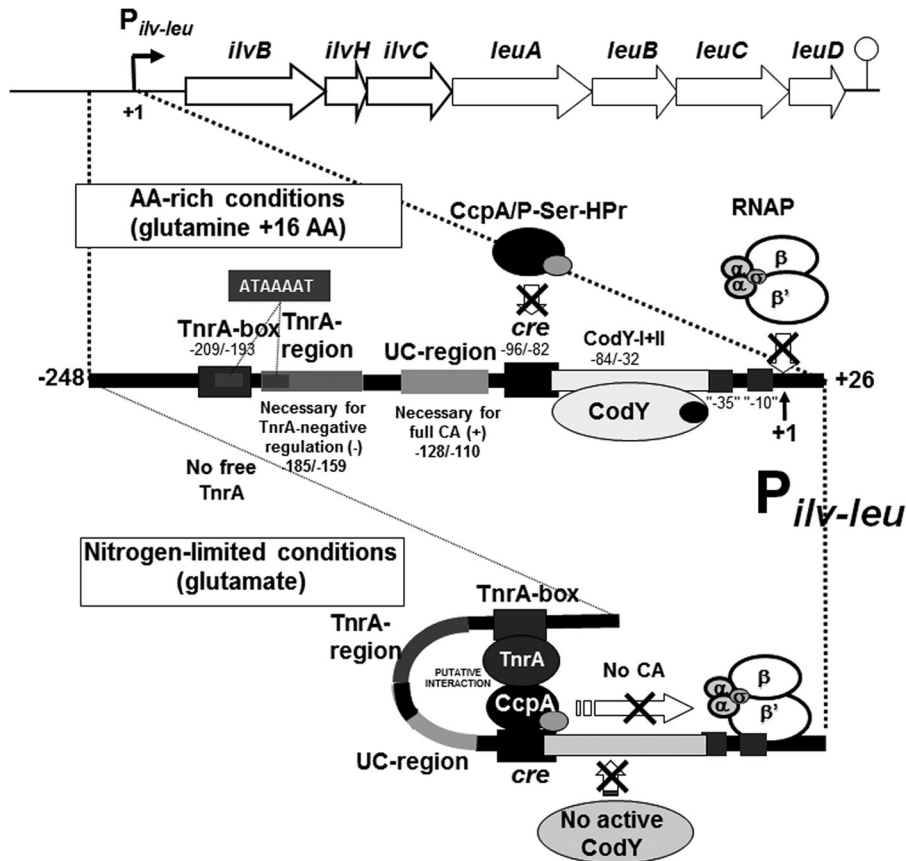 P ilv-leu
ilvB ilvH ilvC leuA leuB leuC leuD
+1
AA-rich conditions
(glutamine +16 AA)
CcpA/P-Ser-HPr
RNAP
β
α
α σ
β'
ATAAAAT
TnrA-box
-209/-193
TnrA-
region
UC-region
cre
-96/-82
CodY-I+II
-84/-32
-248
+26
Necessary for
TnrA-negative
regulation (-)
-185/-159
Necessary for
full CA (+)
-128/-110
CodY
"-35" "-10"
+1
No free
TnrA
P ilv-leu
Nitrogen-limited conditions
(glutamate)
TnrA-box
TnrA-
region
TnrA
PUTATIVE
INTERACTION
No CA
CcpA
β
α
α σ
β'
UC-region
cre
No active
CodY